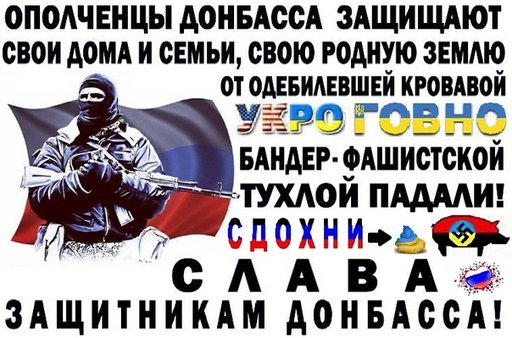 ОПОЛЧЕНЦЫ ДОНБАССА ЗАЩИЩАЮТ
СВОИ ДОМА И СЕМЬИ, СВОЮ РОДНУЮ ЗЕМЛЮ
ОТ ОДЕБИЛЕВШЕЙ КРОВАВОЙ
УКРОГОВНО
БАНДЕР-ФАШИСТСКОЙ
ТУХЛОЙ ПАДАЛИ!
СДОХНИ
СЛАВА
ЗАЩИТНИКАМ ДОНБАССА!